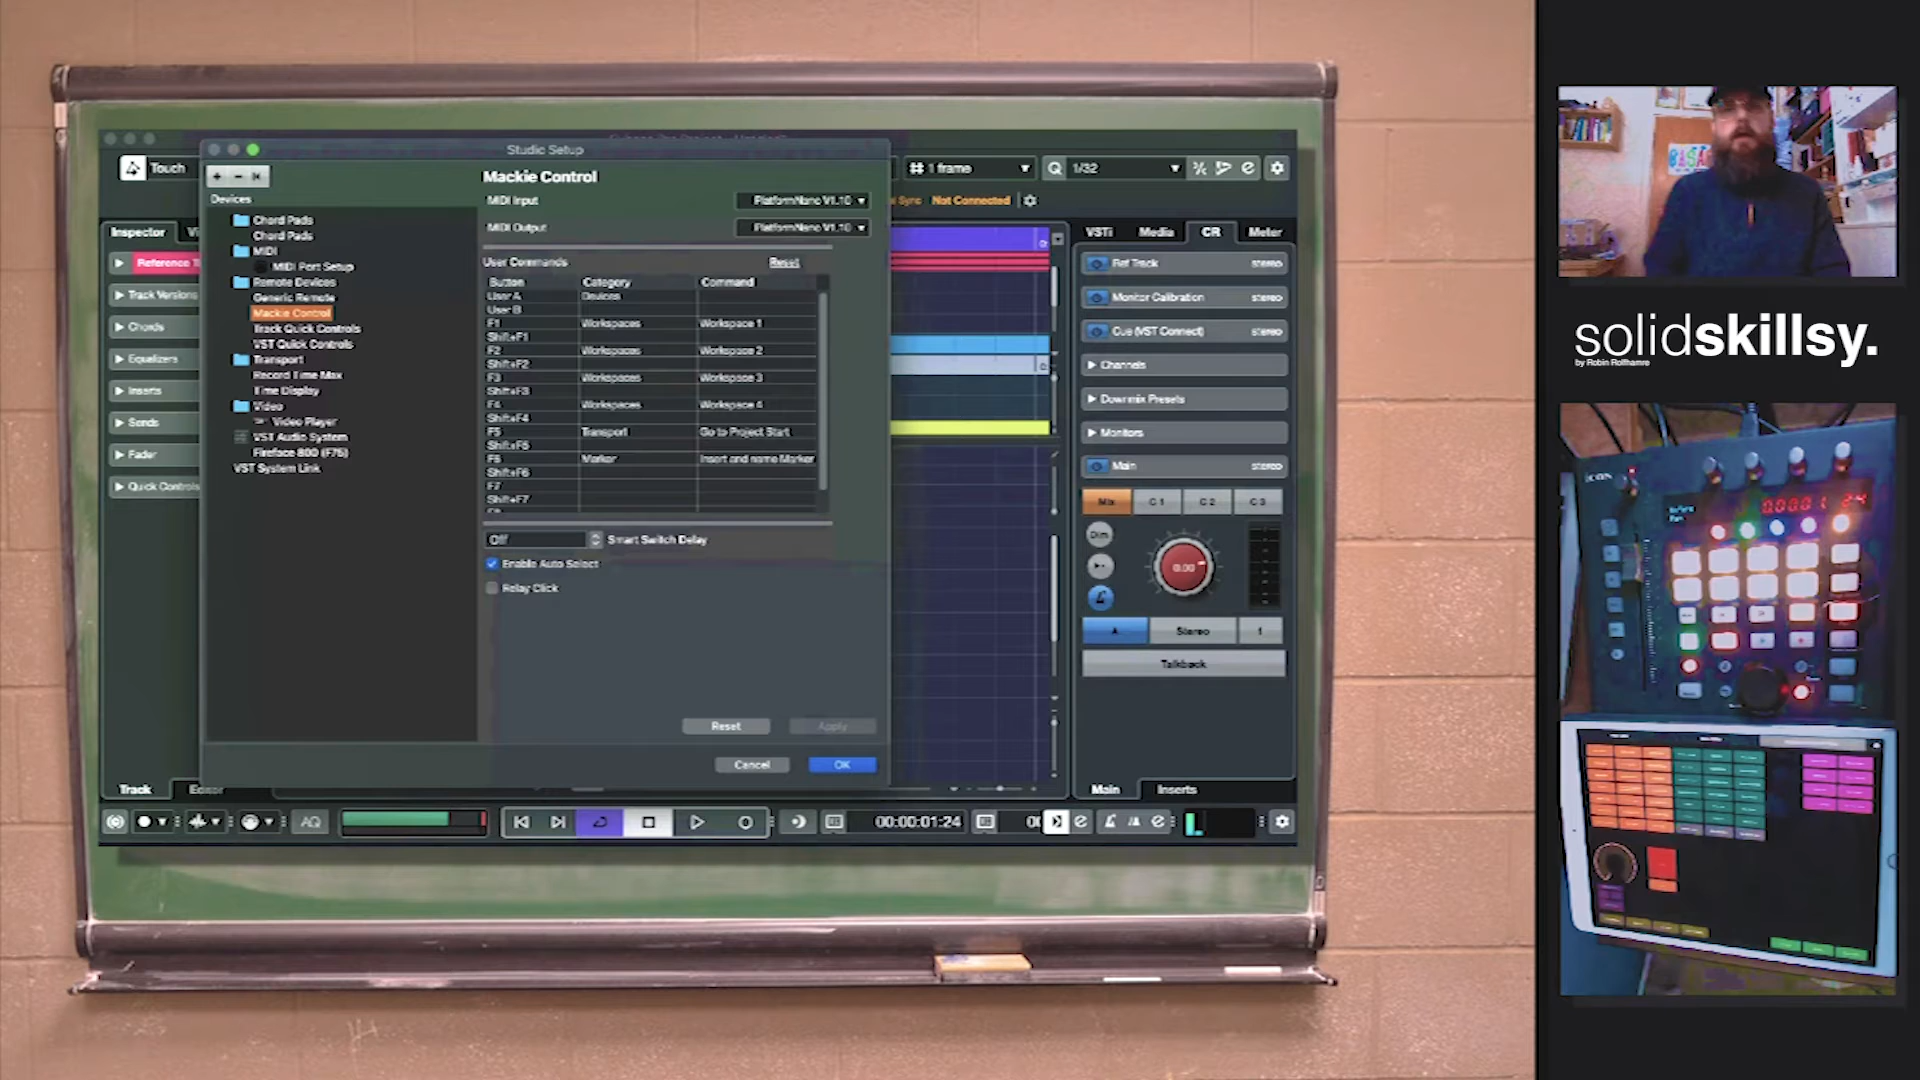 Studio Setup
Touch
1 frame
Q 1/32
Mackie Control
Devices
MIDI Input
PlatformNano V1.10
MIDI Output
PlatformNano V1.10
Not Connected
Chord Pads
Chord Pads
MIDI
MIDI Port Setup
Remote Devices
Generic Remote
Mackie Control
Track Quick Controls
VST Quick Controls
Transport
Record Time Max
Time Display
Video
Video Player
VST Audio System
Fireface 800 (F75)
VST System Link
User Commands
Reset
Button Category Command
User A Devices
User B
F1 Workspaces Workspace 1
Shift+F1
F2 Workspaces Workspace 2
Shift+F2
F3 Workspaces Workspace 3
Shift+F3
F4 Workspaces Workspace 4
Shift+F4
F5 Transport Go to Project Start
Shift+F5
F6 Marker Insert and name Marker
Shift+F6
F7
Shift+F7
Off Smart Switch Delay
Enable Auto Select
Relay Click
Reset Apply
Cancel OK
Inspector
Track Versions
Chords
Equalizers
Inserts
Sends
Fader
Quick Controls
Track Editor
VSTi Media CR Meter
Ref Track stereo
Monitor Calibration stereo
Cue (VST Connect) stereo
Channels
Downmix Presets
Monitors
Main stereo
Mix C 1 C 2 C 3
Dim
0.00
A Stereo 1
Talkback
Main Inserts
AQ
00:00:01:24
solidskillsy.
by Robin Rolfhamre
icon